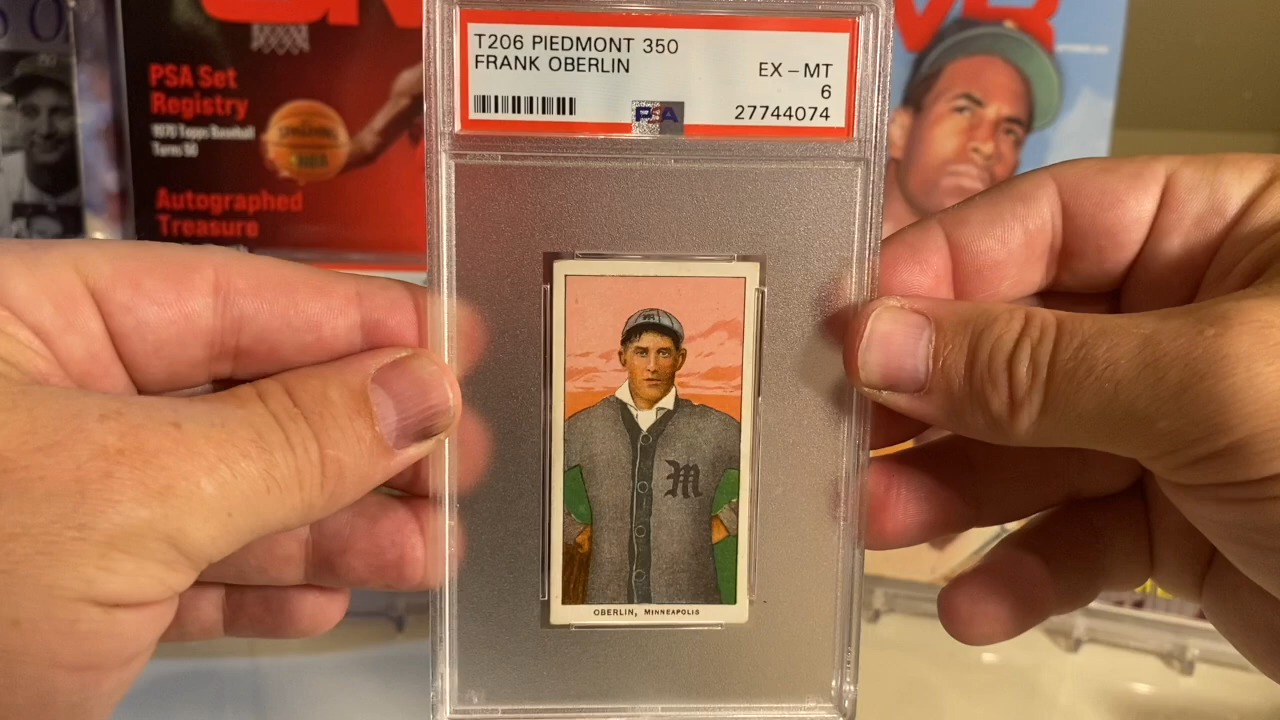 T206 PIEDMONT 350
FRANK OBERLIN
EX – MT
6
27744074
PSA
PSA Set
Registry
1970 Topps Baseball
Turns 50
Autographed
Treasure
SPALDING
M
M
OBERLIN, MINNEAPOLIS